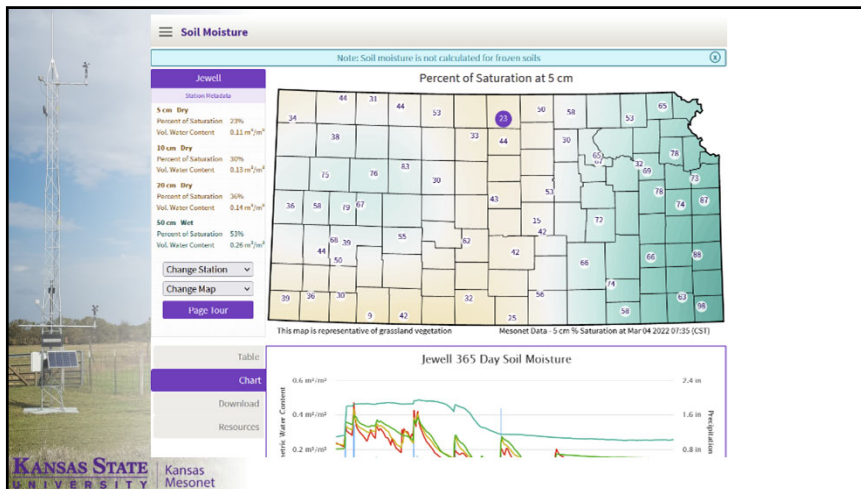 Soil Moisture
Note: Soil moisture is not calculated for frozen soils
Jewell
Station Metadata
5 cm Dry
Percent of Saturation 23%
Vol. Water Content 0.11 m³/m³
10 cm Dry
Percent of Saturation 30%
Vol. Water Content 0.13 m³/m³
20 cm Dry
Percent of Saturation 36%
Vol. Water Content 0.14 m³/m³
50 cm Wet
Percent of Saturation 53%
Vol. Water Content 0.26 m³/m³
Change Station
Change Map
Page Tour
Percent of Saturation at 5 cm
44 31 44 53 23 50 58 53 65
34
38 33 44 30
75 76 83 30 65 32 69 78
73
36 58 79 67 43 53 78 74 87
15
42
72
68 39 55 62
44 50 42 66 66 88
74
39 36 30 32 56 63 98
9 42 25 58
This map is representative of grassland vegetation
Mesonet Data - 5 cm % Saturation at Mar 04 2022 07:35 (CST)
Table
Chart
Download
Resources
Jewell 365 Day Soil Moisture
0.6 m³/m³
0.4 m³/m³
0.2 m³/m³
metric Water Content
2.4 in
1.6 in
0.8 in
Precipitation
KANSAS STATE
UNIVERSITY
Kansas
Mesonet